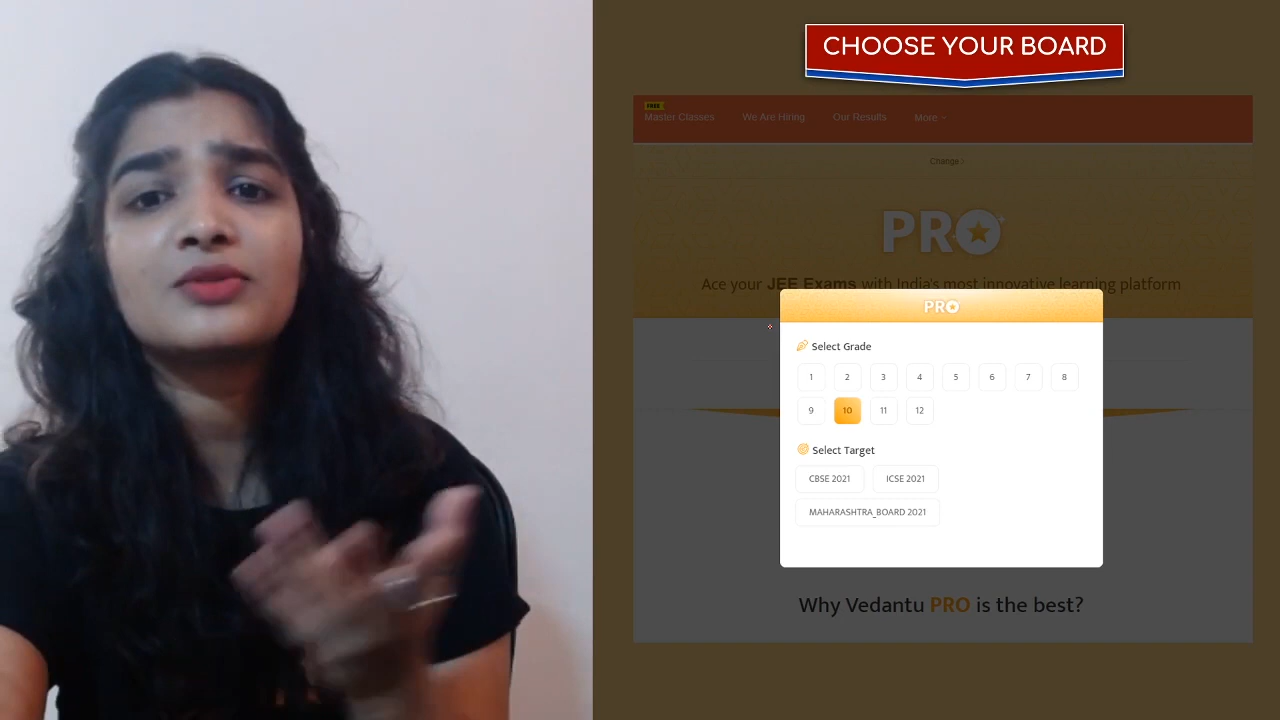 CHOOSE YOUR BOARD
FREE
Master Classes We Are Hiring Our Results More
Change >
PRO
Ace your JEE Exams with India's most innovative learning platform
PRO
Select Grade
1 2 3 4 5 6 7 8
9 10 11 12
Select Target
CBSE 2021 ICSE 2021
MAHARASHTRA_BOARD 2021
Why Vedantu PRO is the best?